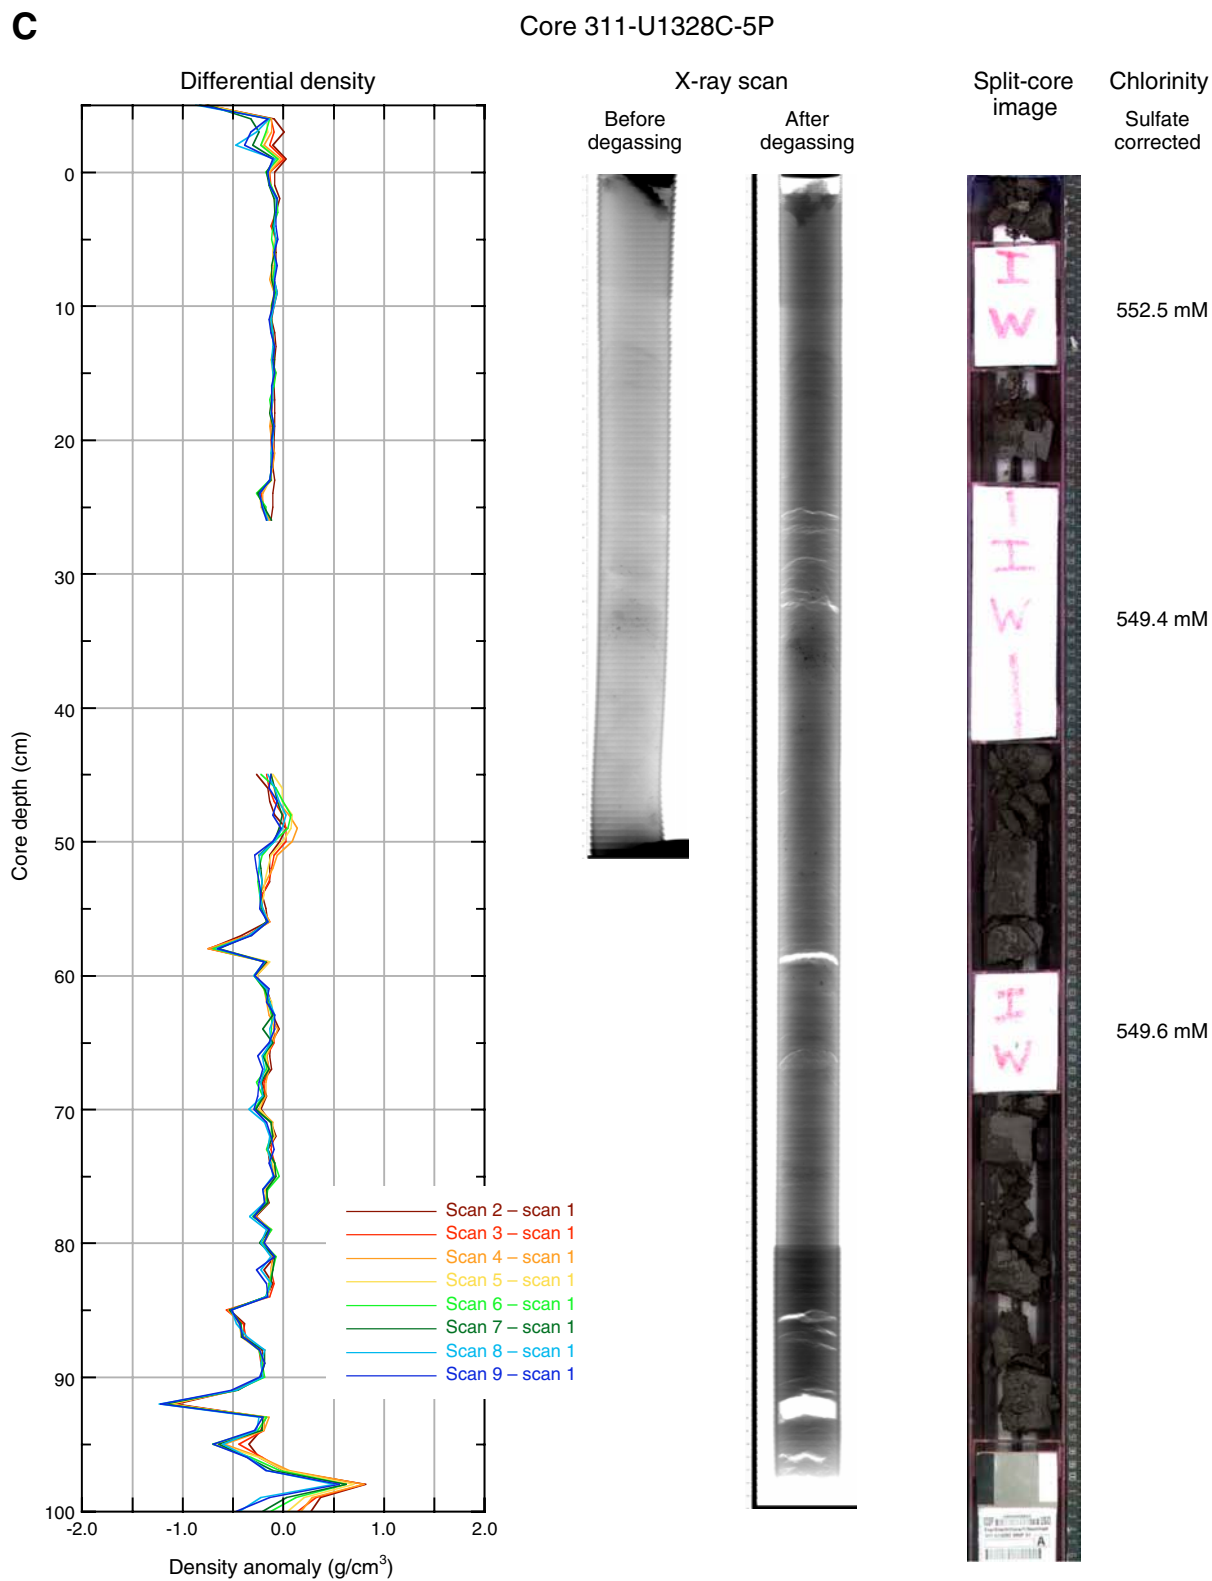 C
Core 311-U1328C-5P
Differential density
X-ray scan
Split-core
image
Chlorinity
Before
degassing
After
degassing
Sulfate
corrected
0
10
20
30
40
50
60
70
80
90
100
Core depth (cm)
-2.0
-1.0
0.0
1.0
2.0
Density anomaly (g/cm³)
Scan 2 – scan 1
Scan 3 – scan 1
Scan 4 – scan 1
Scan 5 – scan 1
Scan 6 – scan 1
Scan 7 – scan 1
Scan 8 – scan 1
Scan 9 – scan 1
I
W
I
W
I
W
A
552.5 mM
549.4 mM
549.6 mM